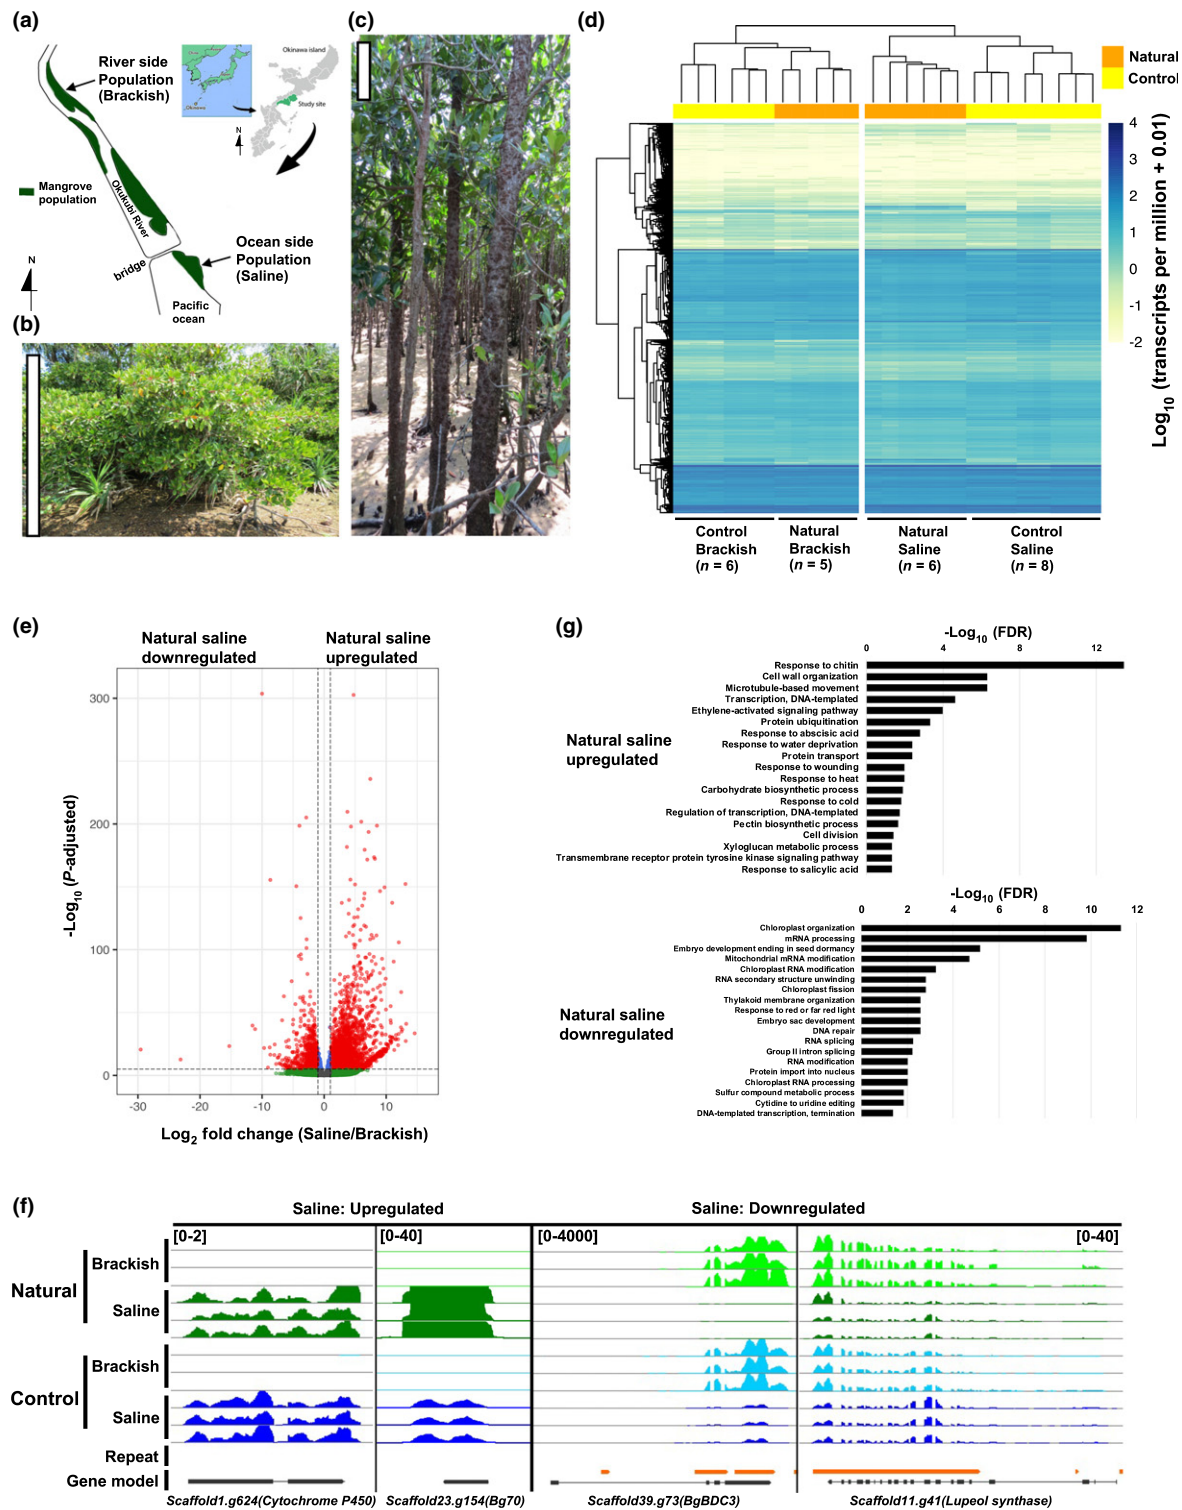 (a)
River side
Population
(Brackish)
Okinawa island
Okinawa
Study site
N
Mangrove
population
Okukubi River
Ocean side
Population
(Saline)
bridge
N
Pacific
ocean
(b)
(c)
(d)
Natural
Control
4
3
2
1
0
-1
-2
Log10 (transcripts per million + 0.01)
Control
Brackish
(n = 6)
Natural
Brackish
(n = 5)
Natural
Saline
(n = 6)
Control
Saline
(n = 8)
(e)
Natural saline
downregulated
Natural saline
upregulated
300
200
100
0
-Log10 (P-adjusted)
-30 -20 -10 0 10
Log2 fold change (Saline/Brackish)
(g)
-Log10 (FDR)
0 4 8 12
Natural saline
upregulated
Response to chitin
Cell wall organization
Microtubule-based movement
Transcription, DNA-templated
Ethylene-activated signaling pathway
Protein ubiquitination
Response to abscisic acid
Response to water deprivation
Protein transport
Response to wounding
Response to heat
Carbohydrate biosynthetic process
Response to cold
Regulation of transcription, DNA-templated
Pectin biosynthetic process
Cell division
Xyloglucan metabolic process
Transmembrane receptor protein tyrosine kinase signaling pathway
Response to salicylic acid
-Log10 (FDR)
0 2 4 6 8 10 12
Natural saline
downregulated
Chloroplast organization
mRNA processing
Embryo development ending in seed dormancy
Mitochondrial mRNA modification
Chloroplast RNA modification
RNA secondary structure unwinding
Chloroplast fission
Thylakoid membrane organization
Response to red or far red light
Embryo sac development
DNA repair
RNA splicing
Group II intron splicing
RNA modification
Protein import into nucleus
Chloroplast RNA processing
Sulfur compound metabolic process
Cytidine to uridine editing
DNA-templated transcription, termination
(f)
Saline: Upregulated
Saline: Downregulated
[0-2] [0-40] [0-4000] [0-40]
Natural
Brackish
Saline
Control
Brackish
Saline
Repeat
Gene model
Scaffold1.g624(Cytochrome P450) Scaffold23.g154(Bg70) Scaffold39.g73(BgBDC3) Scaffold11.g41(Lupeol synthase)